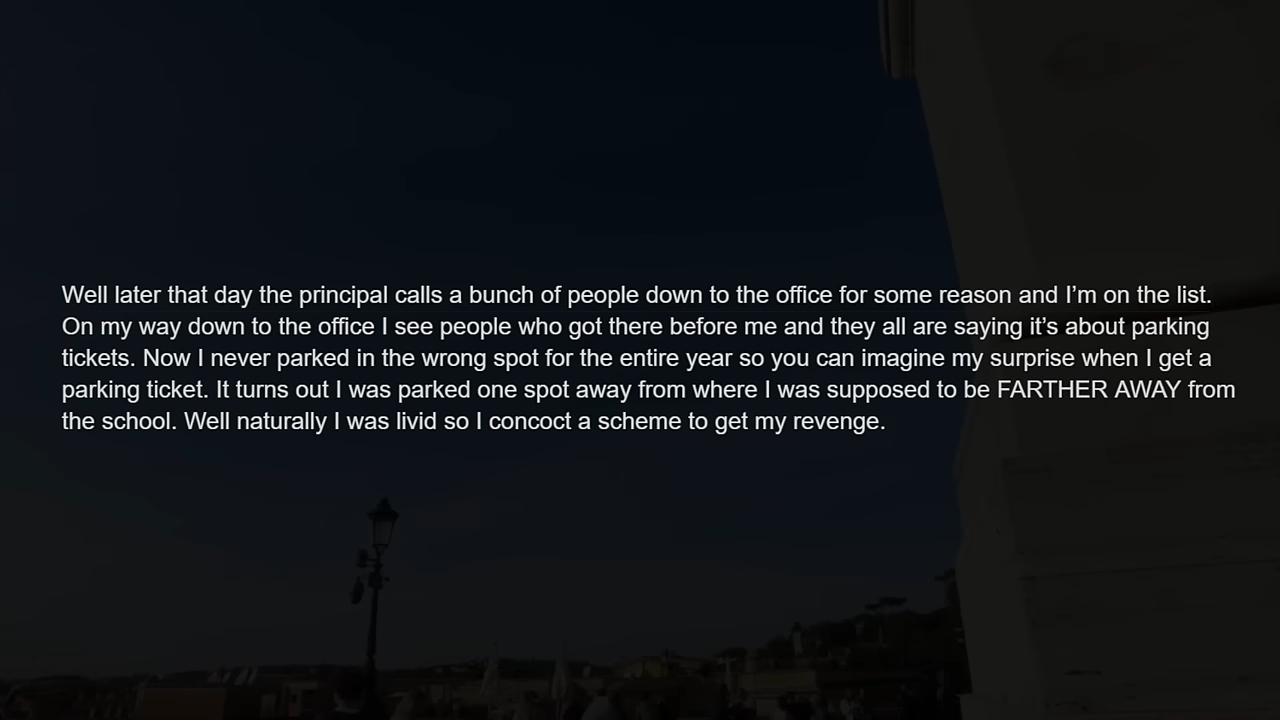 Well later that day the principal calls a bunch of people down to the office for some reason and I’m on the list.
On my way down to the office I see people who got there before me and they all are saying it’s about parking
tickets. Now I never parked in the wrong spot for the entire year so you can imagine my surprise when I get a
parking ticket. It turns out I was parked one spot away from where I was supposed to be FARTHER AWAY from
the school. Well naturally I was livid so I concoct a scheme to get my revenge.